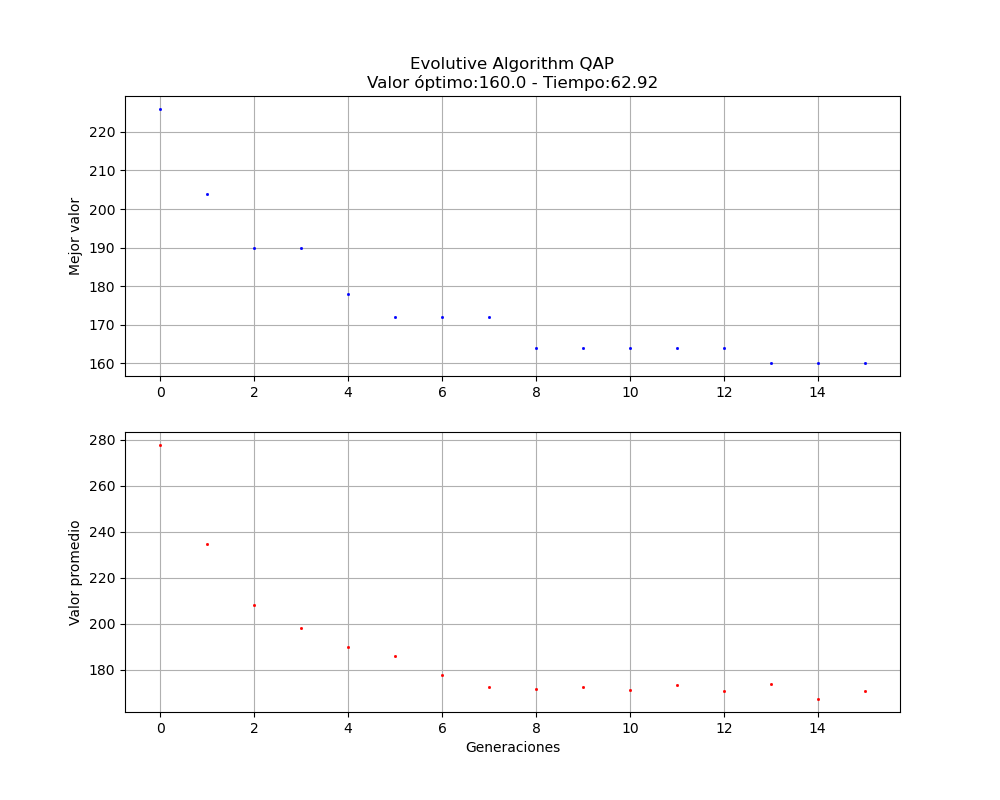 Evolutive Algorithm QAP
Valor óptimo:160.0 - Tiempo:62.92
Mejor valor
220
210
200
190
180
170
160
0 2 4 6 8 10 12 14
Valor promedio
280
260
240
220
200
180
0 2 4 6 8 10 12 14
Generaciones